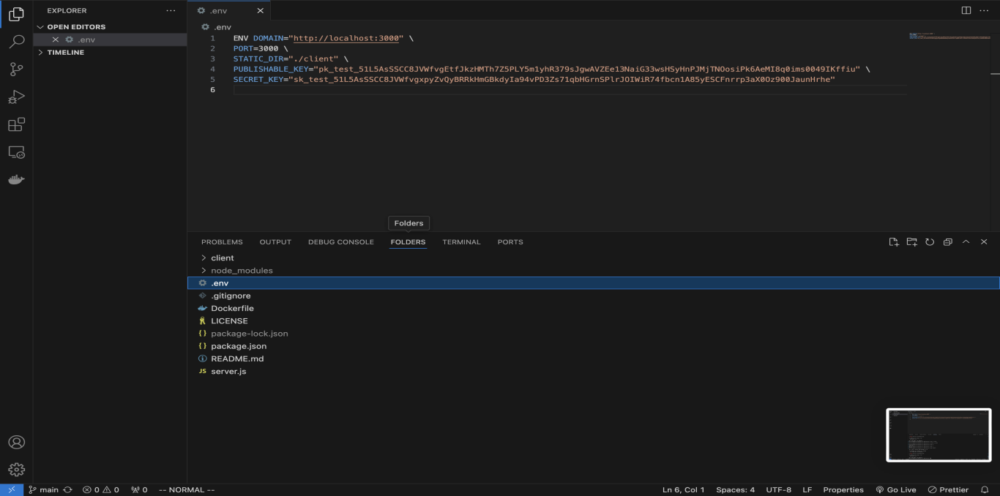 EXPLORER
OPEN EDITORS
.env
TIMELINE
.env
.env
1 ENV DOMAIN="http://localhost:3000" \
2 PORT=3000 \
3 STATIC_DIR="./client" \
4 PUBLISHABLE_KEY="pk_test_51L5AsSSCC8JVWfvgEtfJkzHMTh7Z5PLY5m1yhR379sJgwAVZEe13NaiG33wsHSyHnPJMjTNOosiPk6AeMI8q0ims0049IKffiu" \
5 SECRET_KEY="sk_test_51L5AsSSCC8JVWfvgxpyZvQyBRRkHmGBkdyIa94vPD3Zs71qbHGrnSPlrJOIWiR74fbcn1A85yESCFnrrp3aX0Oz900JaunHrhe"
6
Folders
PROBLEMS OUTPUT DEBUG CONSOLE FOLDERS TERMINAL PORTS
client
node_modules
.env
.gitignore
Dockerfile
LICENSE
{} package-lock.json
{} package.json
README.md
JS server.js
main 0 0 0 -- NORMAL -- Ln 6, Col 1 Spaces: 4 UTF-8 LF Properties Go Live Prettier